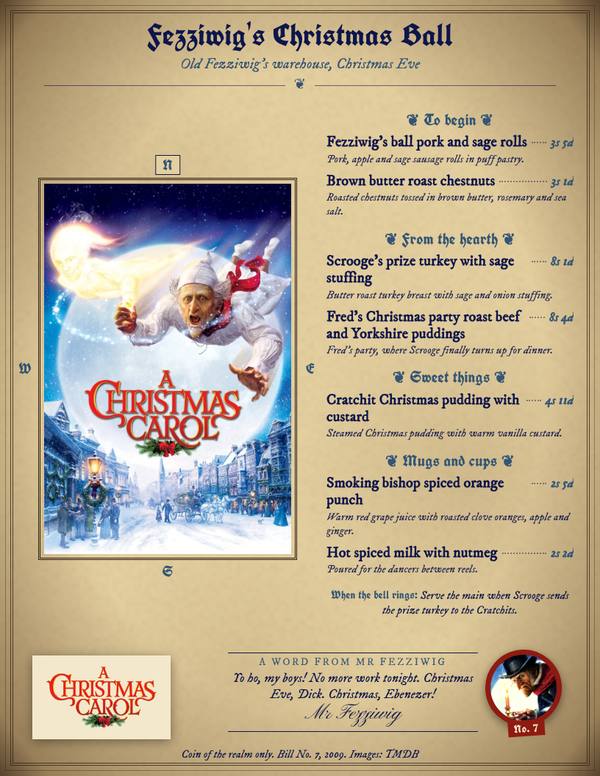 Fezziwig's Christmas Ball
Old Fezziwig's warehouse, Christmas Eve
N
W
E
S
A
CHRISTMAS
CAROL
To begin
Fezziwig's ball pork and sage rolls ······ 3s 5d
Pork, apple and sage sausage rolls in puff pastry.
Brown butter roast chestnuts ················ 3s 1d
Roasted chestnuts tossed in brown butter, rosemary and sea
salt.
From the hearth
Scrooge's prize turkey with sage ······ 8s 1d
stuffing
Butter roast turkey breast with sage and onion stuffing.
Fred's Christmas party roast beef ······ 8s 4d
and Yorkshire puddings
Fred's party, where Scrooge finally turns up for dinner.
Sweet things
Cratchit Christmas pudding with ······ 4s 11d
custard
Steamed Christmas pudding with warm vanilla custard.
Mugs and cups
Smoking bishop spiced orange ······ 2s 5d
punch
Warm red grape juice with roasted clove oranges, apple and
ginger.
Hot spiced milk with nutmeg ··············· 2s 2d
Poured for the dancers between reels.
When the bell rings: Serve the main when Scrooge sends
the prize turkey to the Cratchits.
A
CHRISTMAS
CAROL
A WORD FROM MR FEZZIWIG
Yo ho, my boys! No more work tonight. Christmas
Eve, Dick. Christmas, Ebenezer!
Mr Fezziwig
No. 7
Coin of the realm only. Bill No. 7, 2009. Images: TMDB